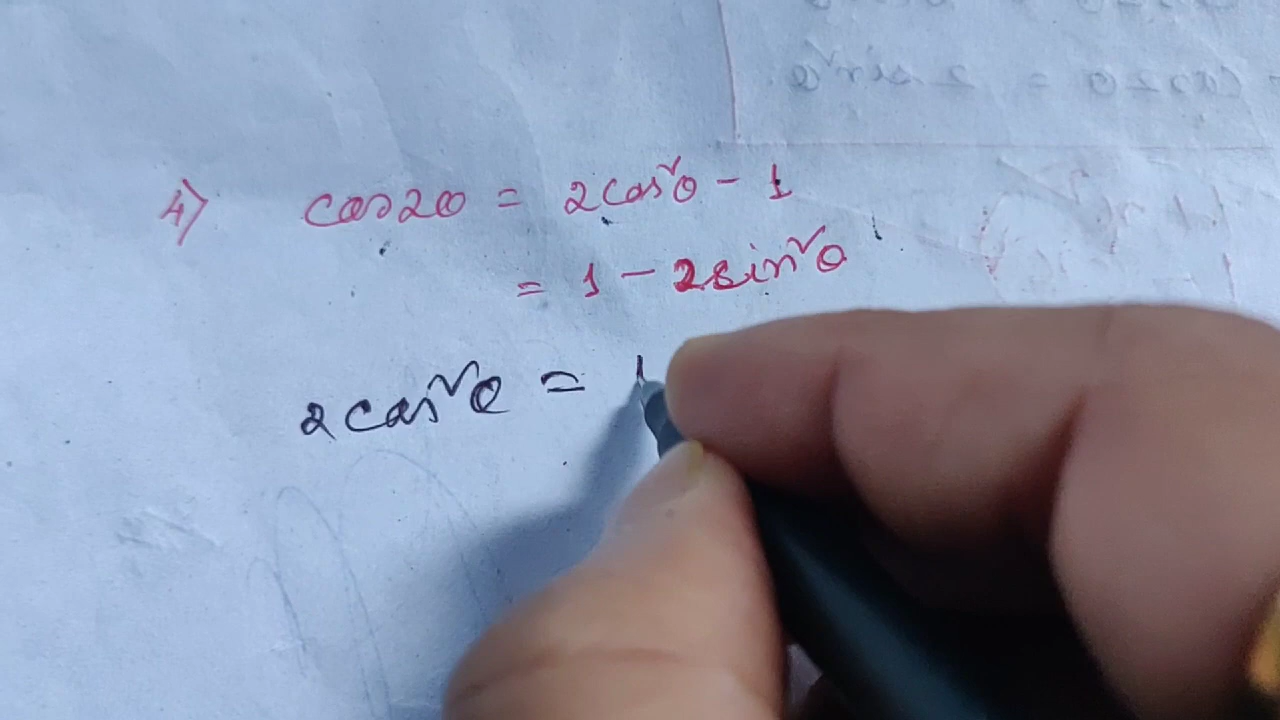 4) cos2θ = 2cos²θ - 1
= 1 - 2sin²θ
2cos²θ = 1